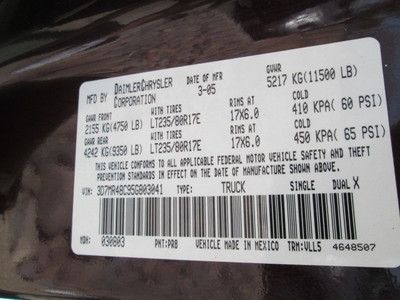 MFD BY DAIMLERCHRYSLER CORPORATION DATE OF MFR 3-05 GVWR 5217 KG(11500 LB)
GAWR FRONT WITH TIRES RIMS AT COLD
2155 KG(4750 LB) LT235/80R17E 17X6.0 410 KPA( 60 PSI)
GAWR REAR WITH TIRES RIMS AT COLD
4242 KG(9350 LB) LT235/80R17E 17X6.0 450 KPA( 65 PSI)
THIS VEHICLE CONFORMS TO ALL APPLICABLE FEDERAL MOTOR VEHICLE SAFETY AND THEFT
PREVENTION STANDARDS IN EFFECT ON THE DATE OF MANUFACTURE SHOWN ABOVE.
VIN: 3D7MR48C95G803041 TYPE: TRUCK SINGLE DUAL X
MDH: 030803 PNT: PRB VEHICLE MADE IN MEXICO TRM:VLL5 4648507